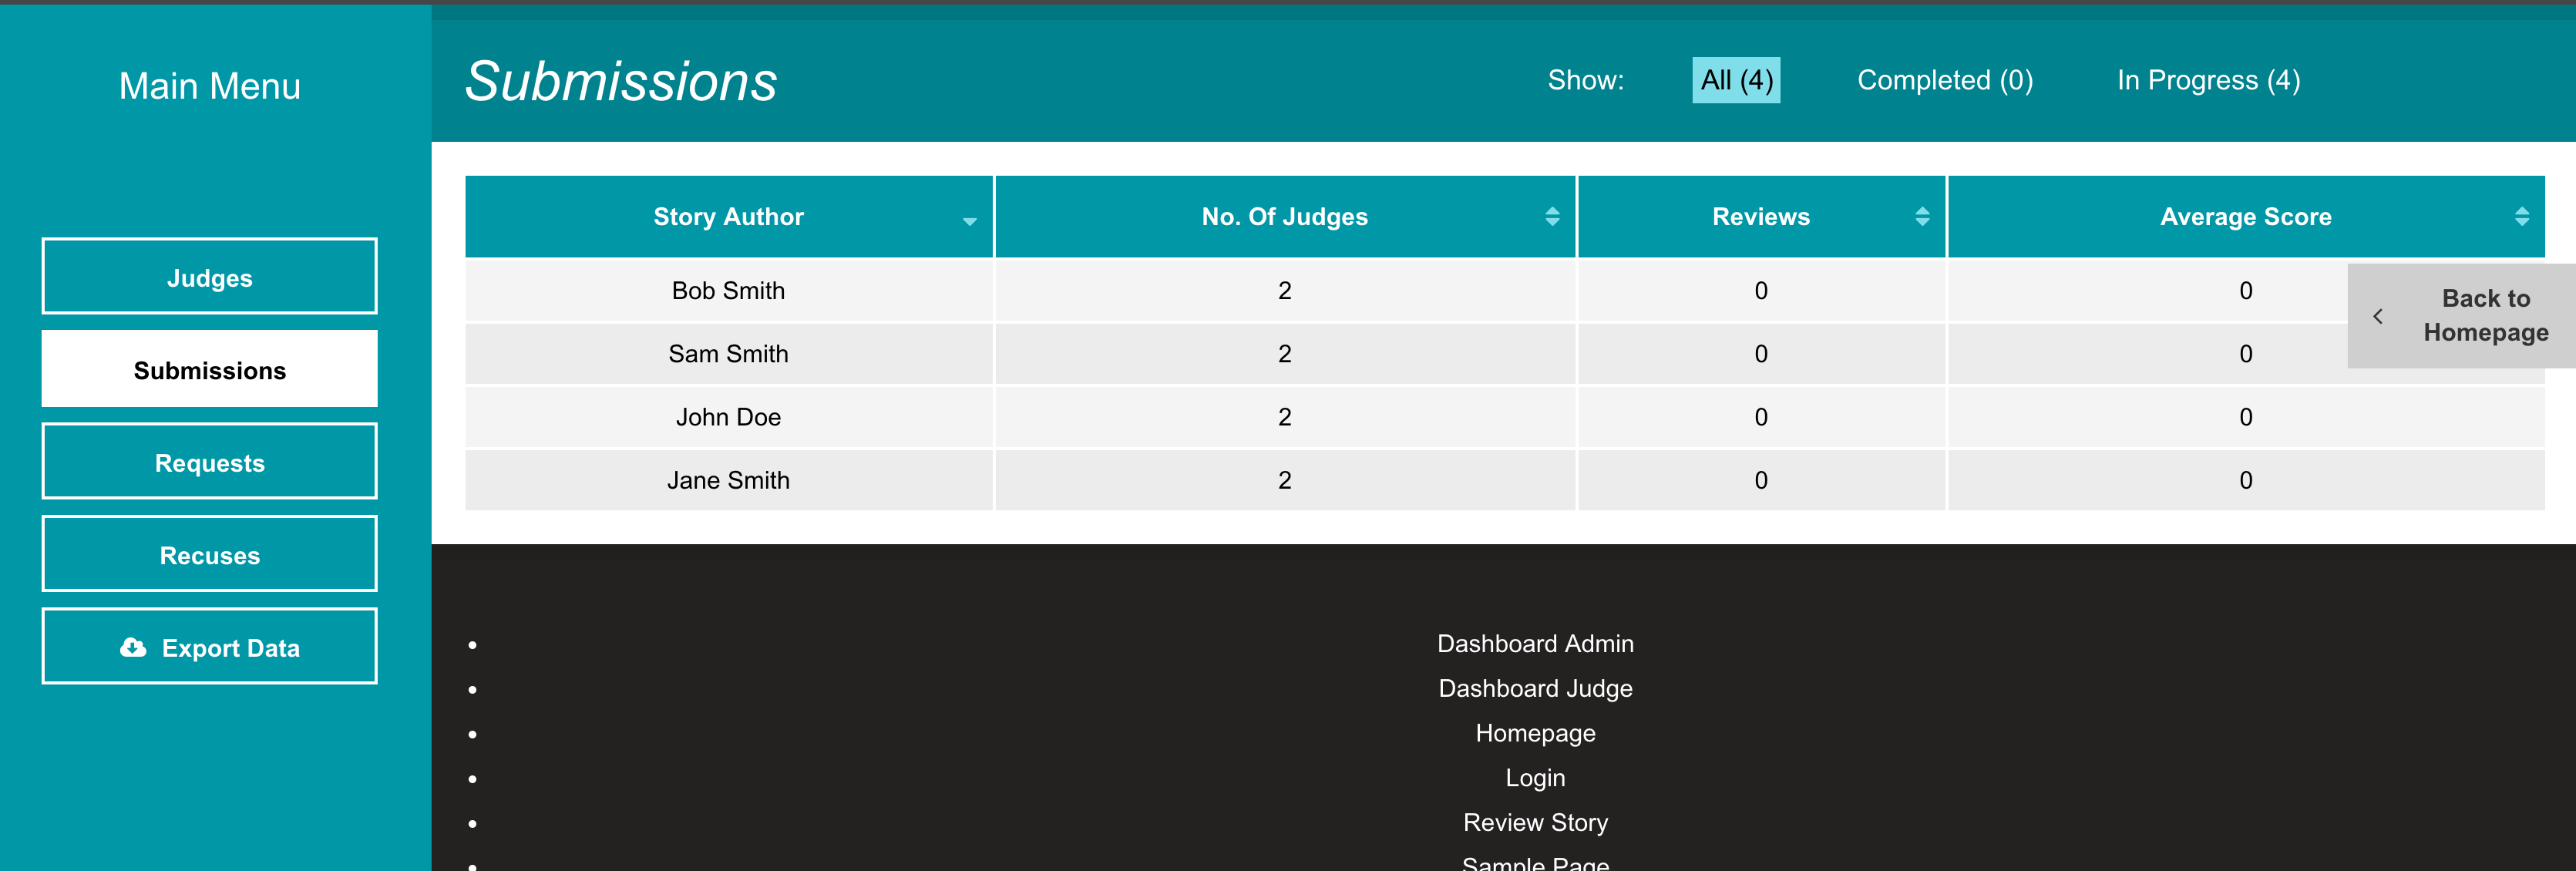 Main Menu
Judges
Submissions
Requests
Recuses
Export Data
Submissions
Show: All (4) Completed (0) In Progress (4)
Story Author No. Of Judges Reviews Average Score
Bob Smith 2 0 0
Sam Smith 2 0 0
John Doe 2 0 0
Jane Smith 2 0 0
Back to
Homepage
Dashboard Admin
Dashboard Judge
Homepage
Login
Review Story
Sample Page